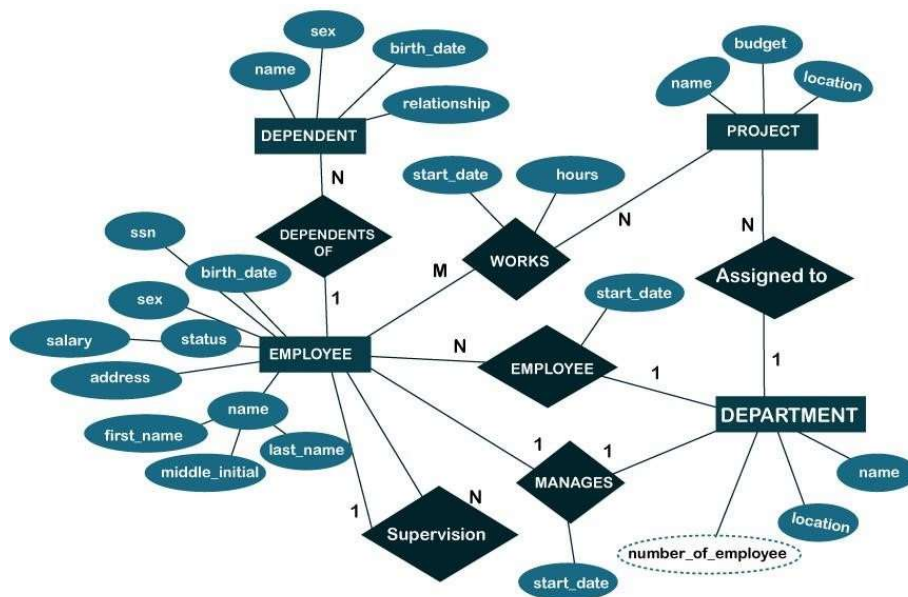 sex
birth_date
name
relationship
DEPENDENT
N
DEPENDENTS
OF
1
budget
name
location
PROJECT
start_date
hours
N
M
WORKS
N
Assigned to
1
ssn
birth_date
sex
salary
status
address
EMPLOYEE
name
first_name
last_name
middle_initial
N
start_date
EMPLOYEE
1
DEPARTMENT
1
1
MANAGES
start_date
N
1
Supervision
name
location
number_of_employee